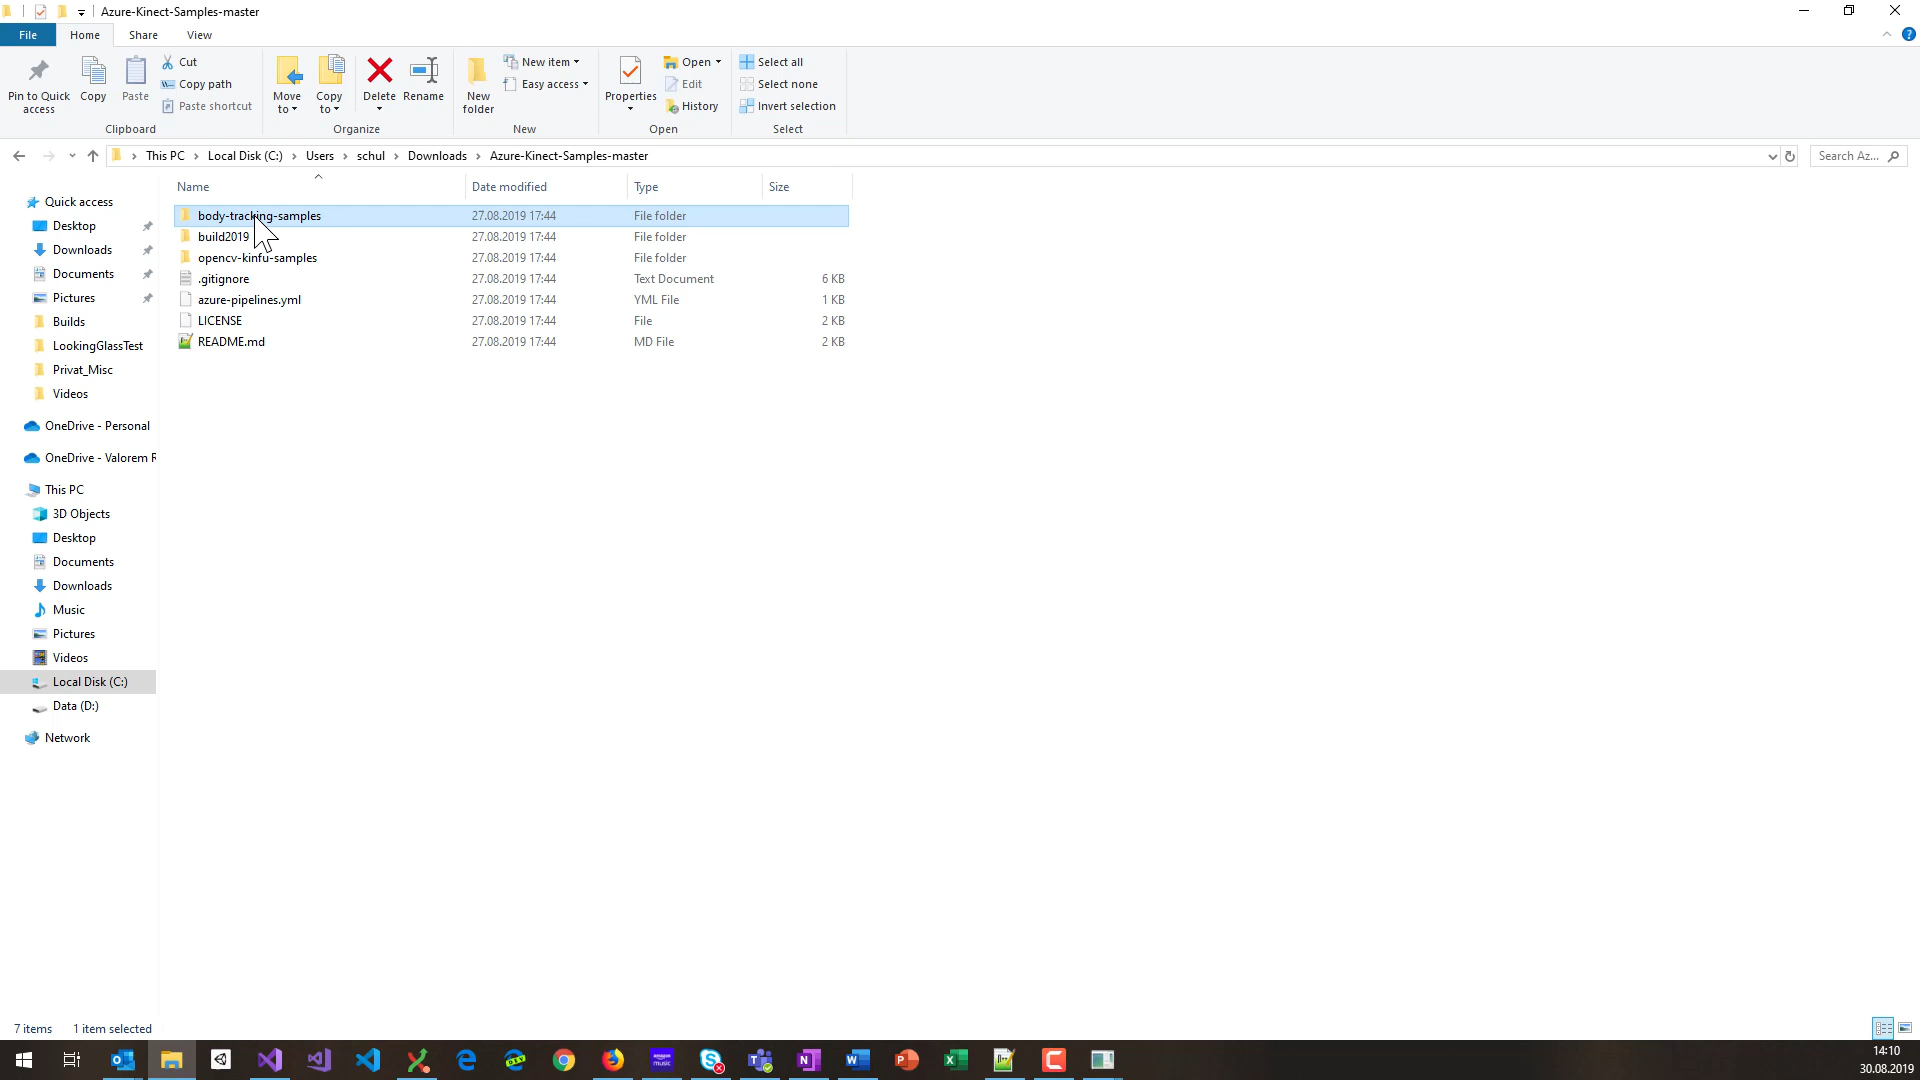 Azure-Kinect-Samples-master
File Home Share View
Pin to Quick access
Copy
Paste
Cut
Copy path
Paste shortcut
Clipboard
Move to
Copy to
Delete
Rename
Organize
New folder
New item
Easy access
New
Properties
Open
Edit
History
Open
Select all
Select none
Invert selection
Select
This PC > Local Disk (C:) > Users > schul > Downloads > Azure-Kinect-Samples-master
Search Az...
Name Date modified Type Size
body-tracking-samples 27.08.2019 17:44 File folder
build2019 27.08.2019 17:44 File folder
opencv-kinfu-samples 27.08.2019 17:44 File folder
.gitignore 27.08.2019 17:44 Text Document 6 KB
azure-pipelines.yml 27.08.2019 17:44 YML File 1 KB
LICENSE 27.08.2019 17:44 File 2 KB
README.md 27.08.2019 17:44 MD File 2 KB
Quick access
Desktop
Downloads
Documents
Pictures
Builds
LookingGlassTest
Privat_Misc
Videos
OneDrive - Personal
OneDrive - Valorem R
This PC
3D Objects
Desktop
Documents
Downloads
Music
Pictures
Videos
Local Disk (C:)
Data (D:)
Network
7 items 1 item selected
14:10
30.08.2019